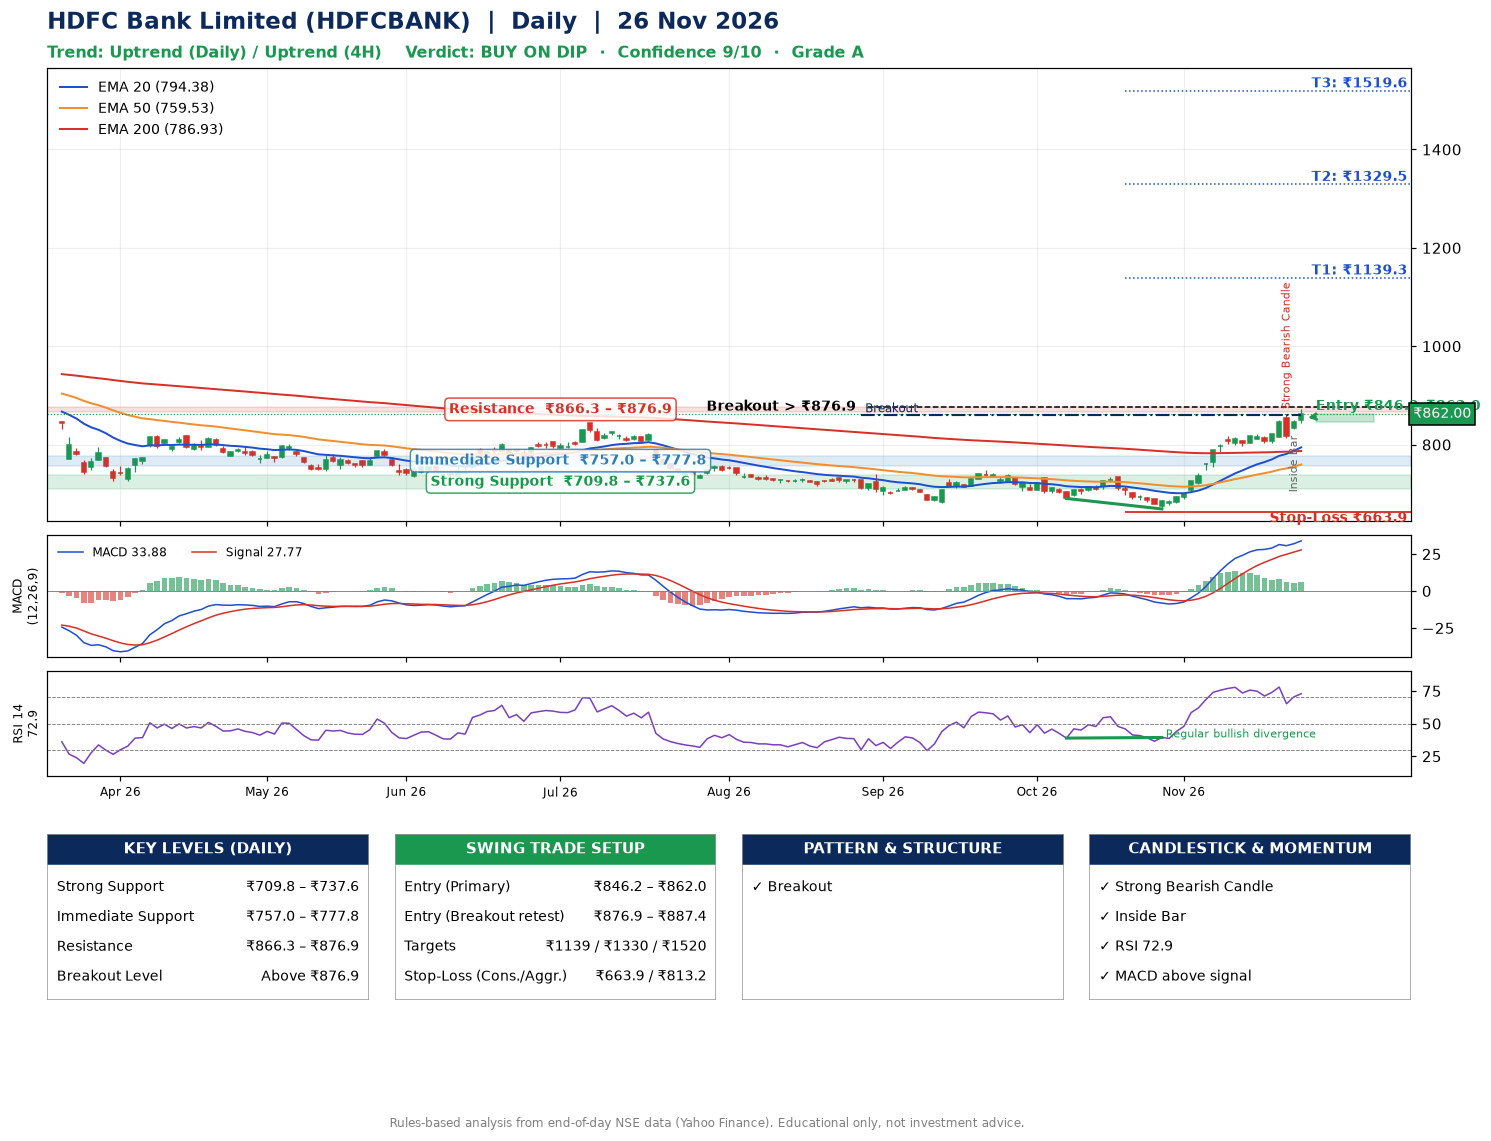 HDFC Bank Limited (HDFCBANK) | Daily | 26 Nov 2026
Trend: Uptrend (Daily) / Uptrend (4H) Verdict: BUY ON DIP · Confidence 9/10 · Grade A
EMA 20 (794.38)
EMA 50 (759.53)
EMA 200 (786.93)
T3: ₹1519.6
1400
T2: ₹1329.5
1200
T1: ₹1139.3
Strong Bearish Candle
1000
Resistance ₹866.3 – ₹876.9
Breakout > ₹876.9
Breakout
Entry ₹846.2
₹862.00
800
Inside Bar
Immediate Support ₹757.0 – ₹777.8
Strong Support ₹709.8 – ₹737.6
Stop-Loss ₹663.9
MACD 33.88 Signal 27.77
MACD
(12,26,9)
25
0
−25
RSI 14
72.9
75
50
25
Regular bullish divergence
Apr 26 May 26 Jun 26 Jul 26 Aug 26 Sep 26 Oct 26 Nov 26
KEY LEVELS (DAILY)
Strong Support ₹709.8 – ₹737.6
Immediate Support ₹757.0 – ₹777.8
Resistance ₹866.3 – ₹876.9
Breakout Level Above ₹876.9
SWING TRADE SETUP
Entry (Primary) ₹846.2 – ₹862.0
Entry (Breakout retest) ₹876.9 – ₹887.4
Targets ₹1139 / ₹1330 / ₹1520
Stop-Loss (Cons./Aggr.) ₹663.9 / ₹813.2
PATTERN & STRUCTURE
✓ Breakout
CANDLESTICK & MOMENTUM
✓ Strong Bearish Candle
✓ Inside Bar
✓ RSI 72.9
✓ MACD above signal
Rules-based analysis from end-of-day NSE data (Yahoo Finance). Educational only, not investment advice.